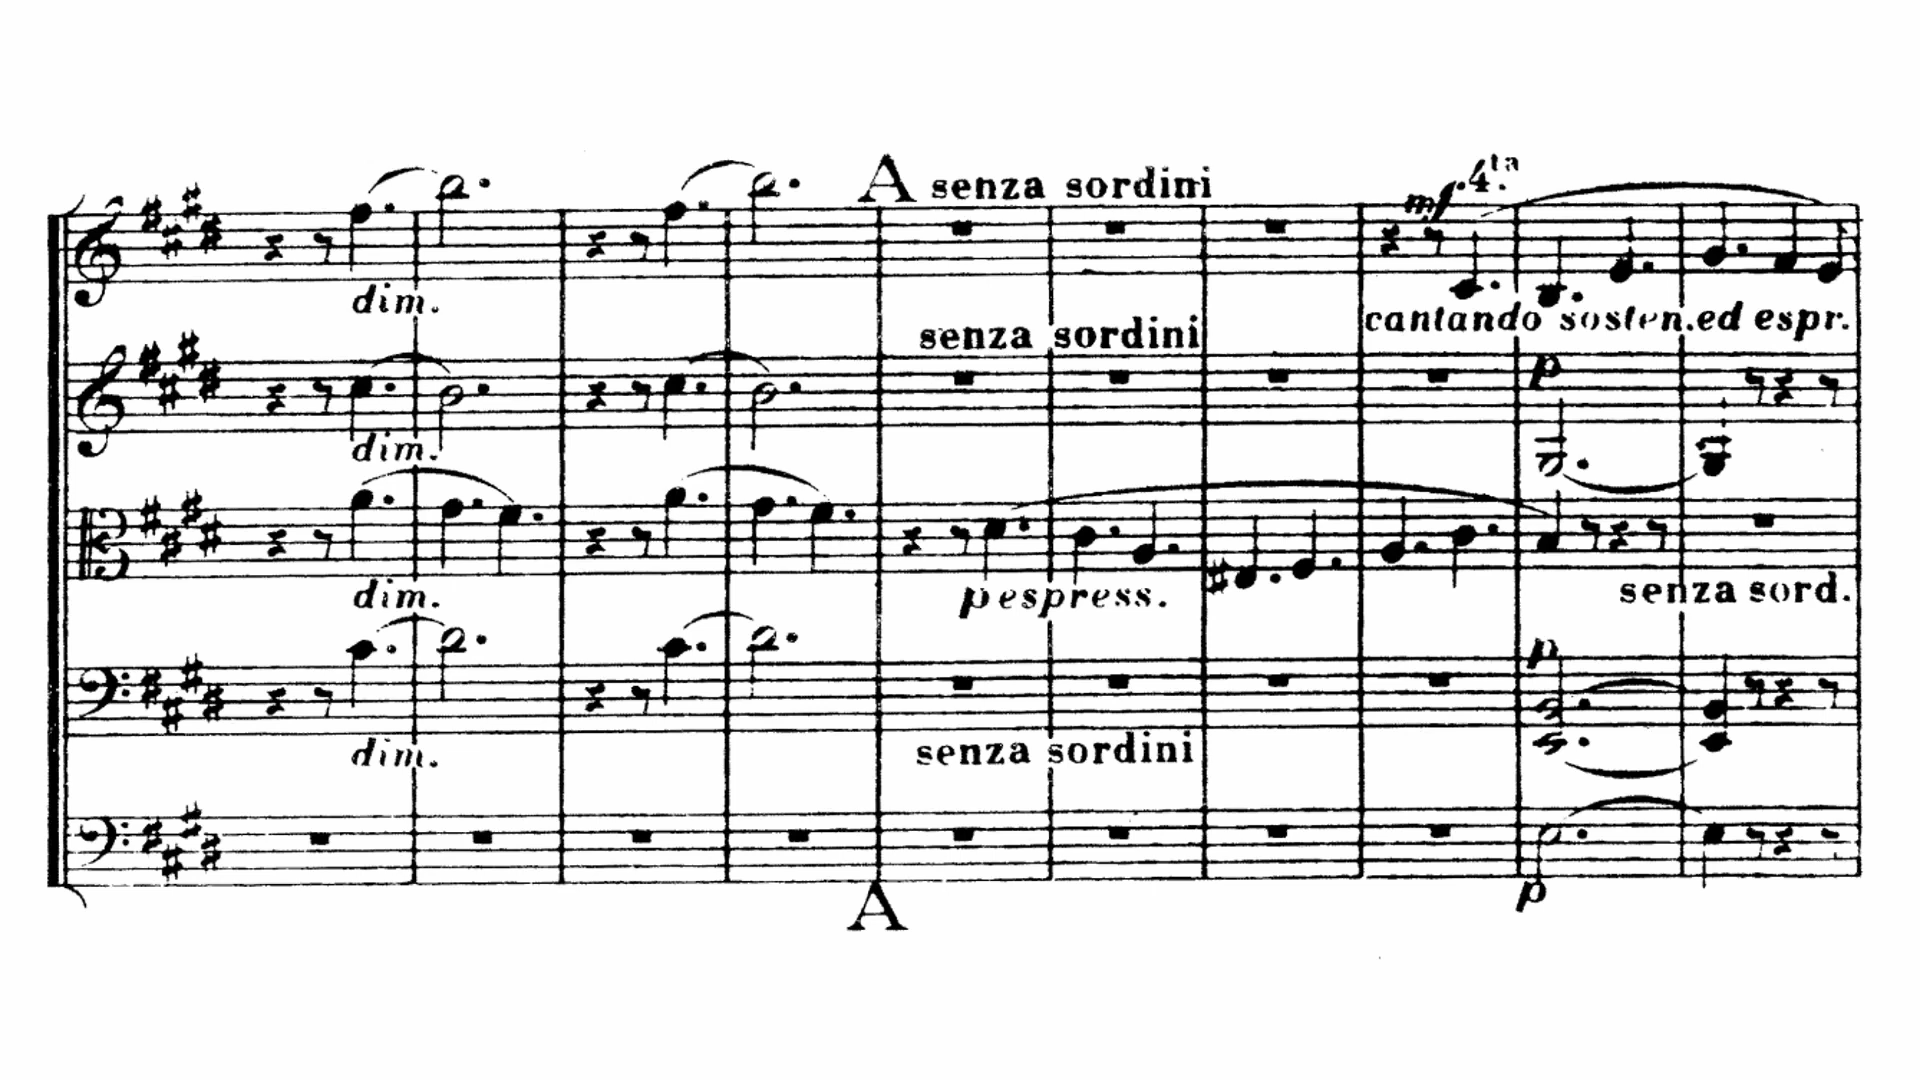 A senza sordini
mf 4.ta
dim.
cantando sosten. ed espr.
senza sordini
p
dim.
dim.
p espress.
senza sord.
p
dim.
senza sordini
p
A